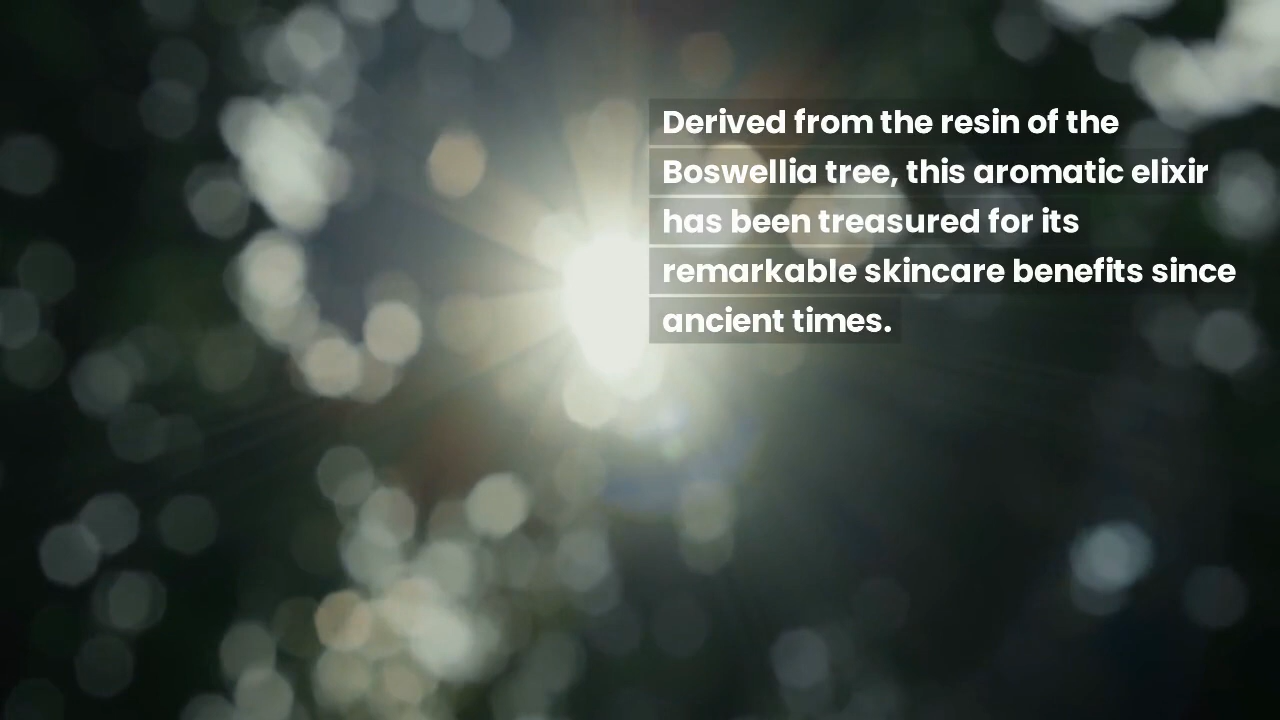 Derived from the resin of the
Boswellia tree, this aromatic elixir
has been treasured for its
remarkable skincare benefits since
ancient times.